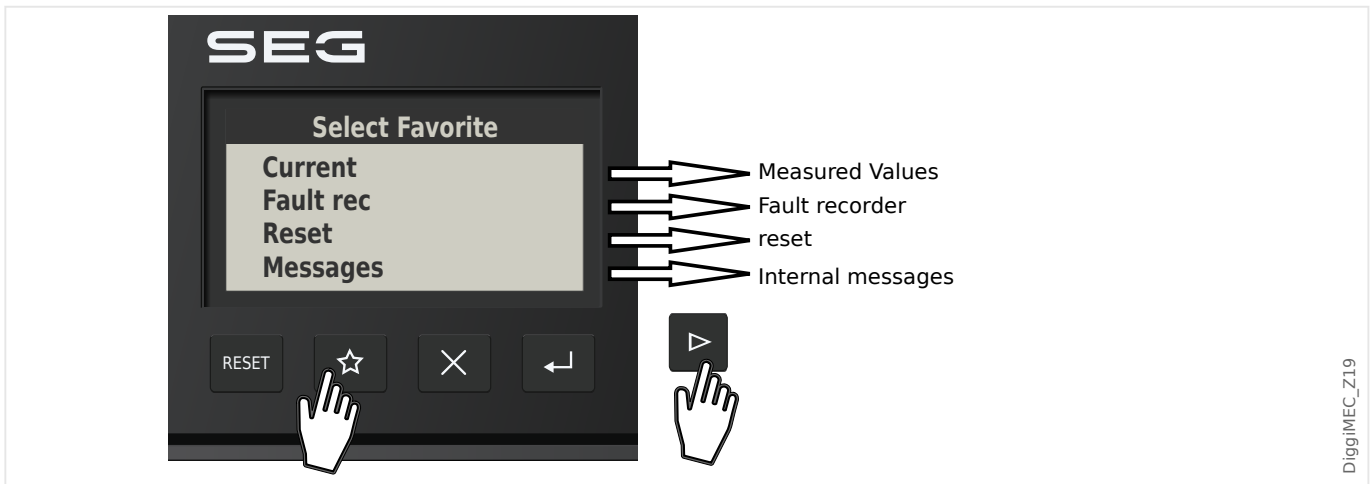 SEG
Select Favorite
Current
Fault rec
Reset
Messages
Measured Values
Fault recorder
reset
Internal messages
RESET
DiggiMEC_Z19